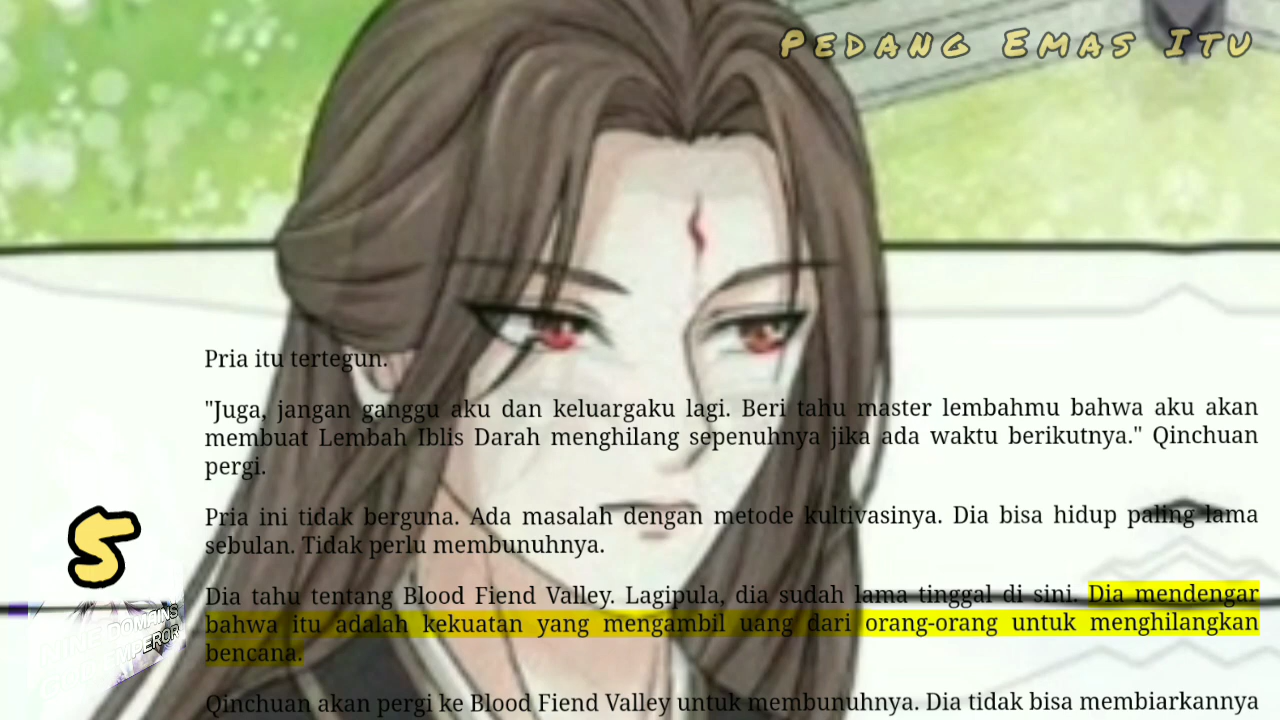 Pedang Emas Itu
Pria itu tertegun.
"Juga, jangan ganggu aku dan keluargaku lagi. Beri tahu master lembahmu bahwa aku akan
membuat Lembah Iblis Darah menghilang sepenuhnya jika ada waktu berikutnya." Qinchuan
pergi.
Pria ini tidak berguna. Ada masalah dengan metode kultivasinya. Dia bisa hidup paling lama
sebulan. Tidak perlu membunuhnya.
S
Dia tahu tentang Blood Fiend Valley. Lagipula, dia sudah lama tinggal di sini. Dia mendengar
bahwa itu adalah kekuatan yang mengambil uang dari orang-orang untuk menghilangkan
bencana.
NINE DOMAINS
EMPEROR
Qinchuan akan pergi ke Blood Fiend Valley untuk membunuhnya. Dia tidak bisa membiarkannya